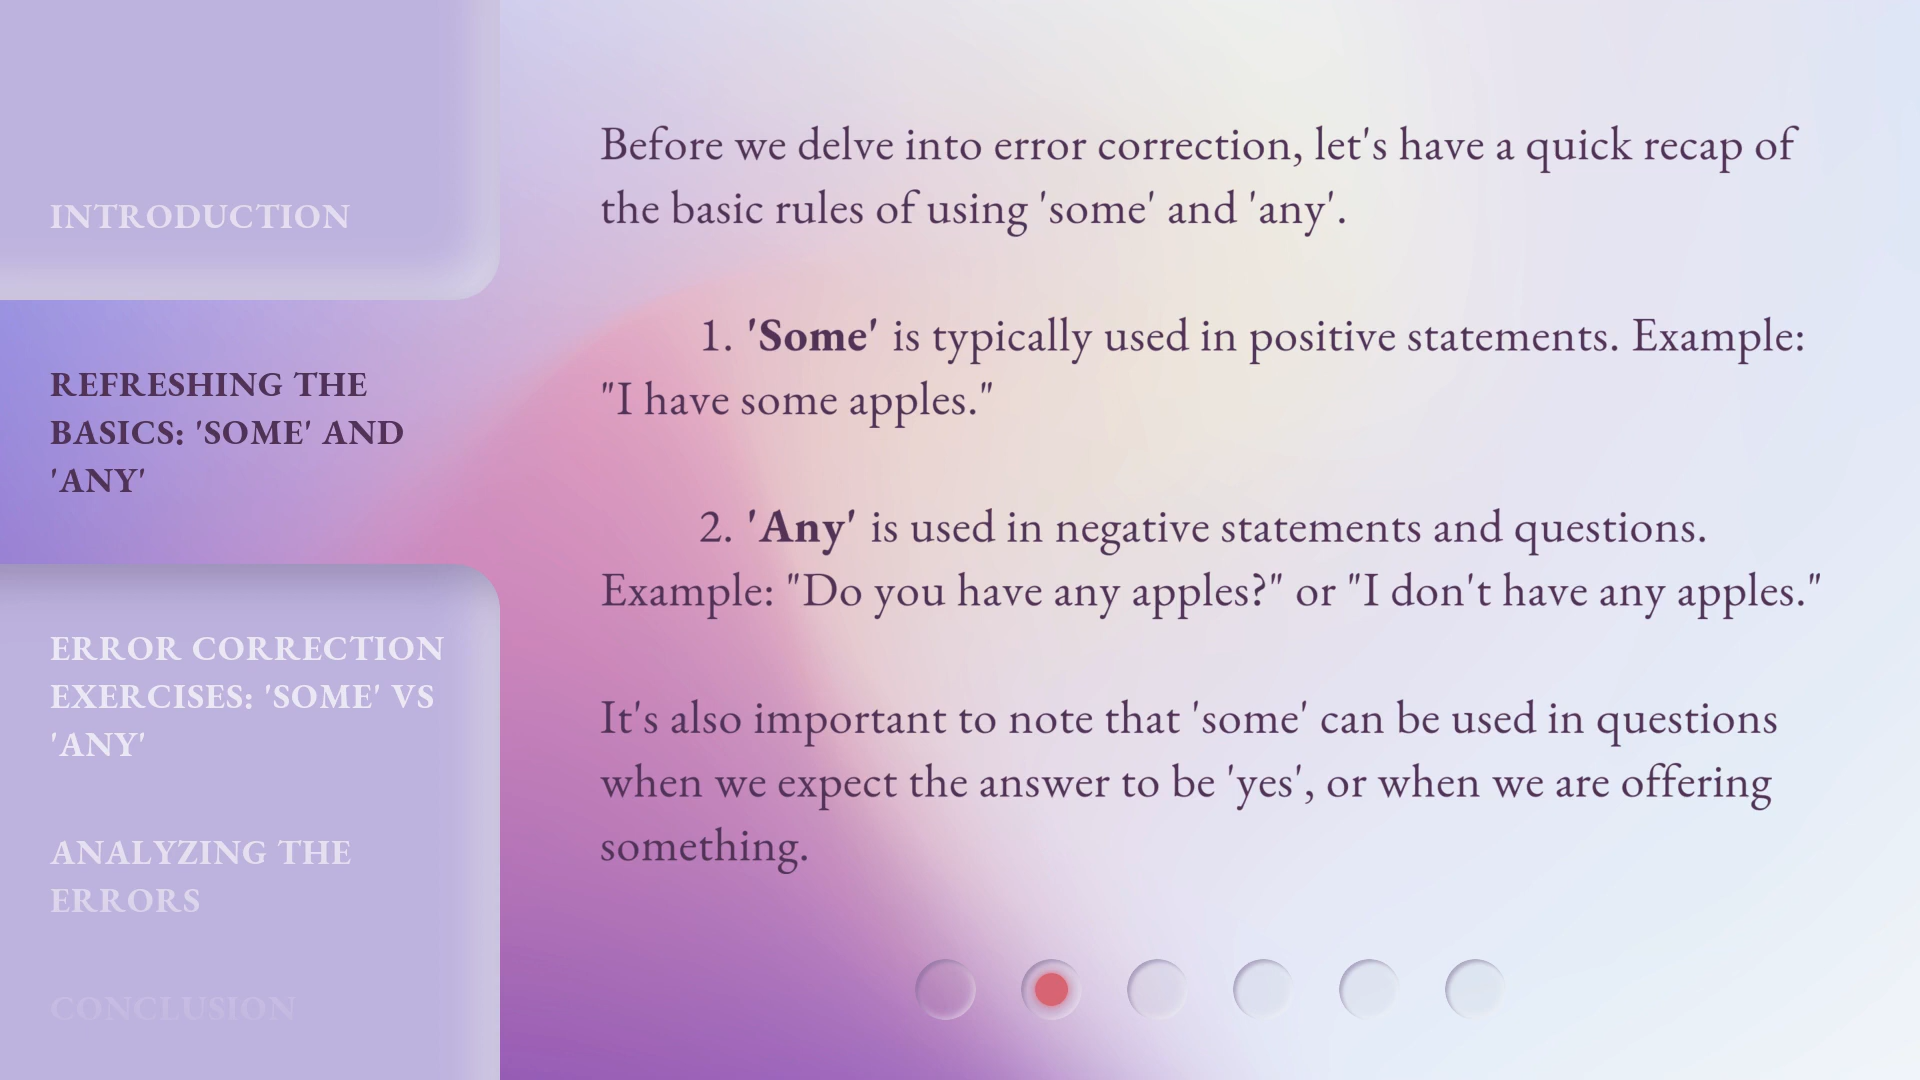 INTRODUCTION
REFRESHING THE
BASICS: 'SOME' AND
'ANY'
ERROR CORRECTION
EXERCISES: 'SOME' VS
'ANY'
ANALYZING THE
ERRORS
CONCLUSION
Before we delve into error correction, let's have a quick recap of
the basic rules of using 'some' and 'any'.
1. 'Some' is typically used in positive statements. Example:
"I have some apples."
2. 'Any' is used in negative statements and questions.
Example: "Do you have any apples?" or "I don't have any apples."
It's also important to note that 'some' can be used in questions
when we expect the answer to be 'yes', or when we are offering
something.